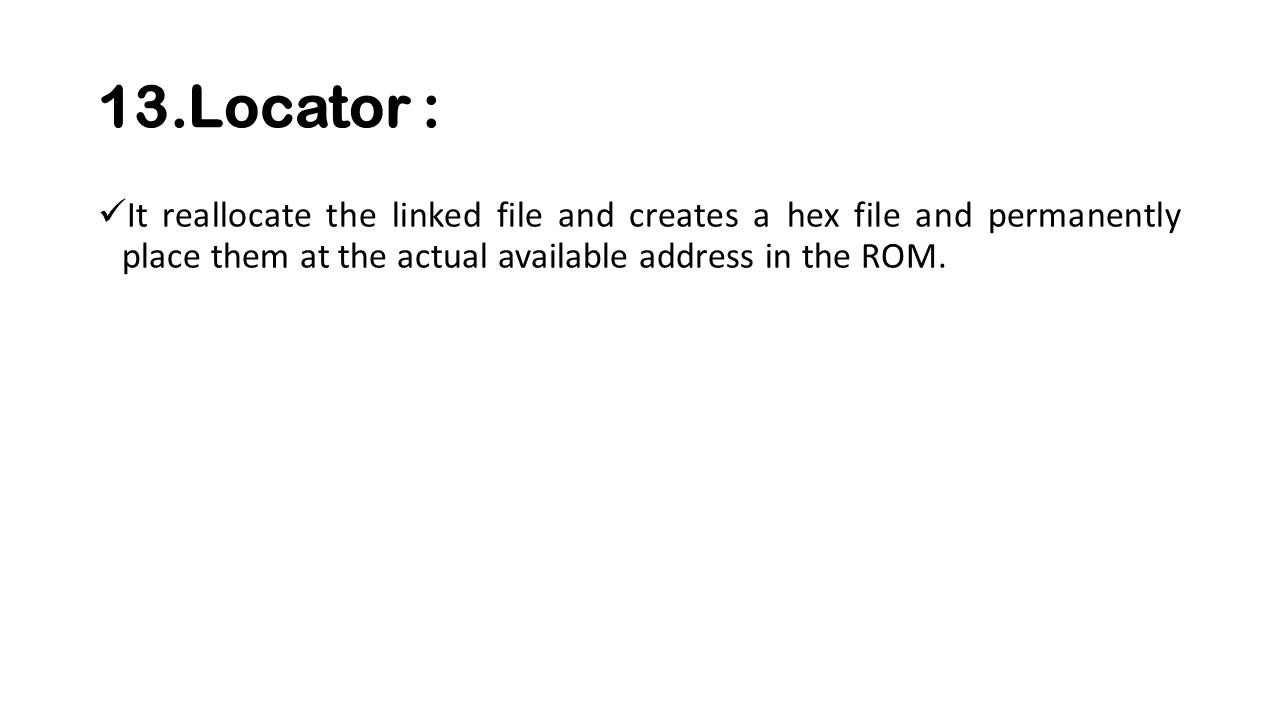 13.Locator :
✓It reallocate the linked file and creates a hex file and permanently
place them at the actual available address in the ROM.